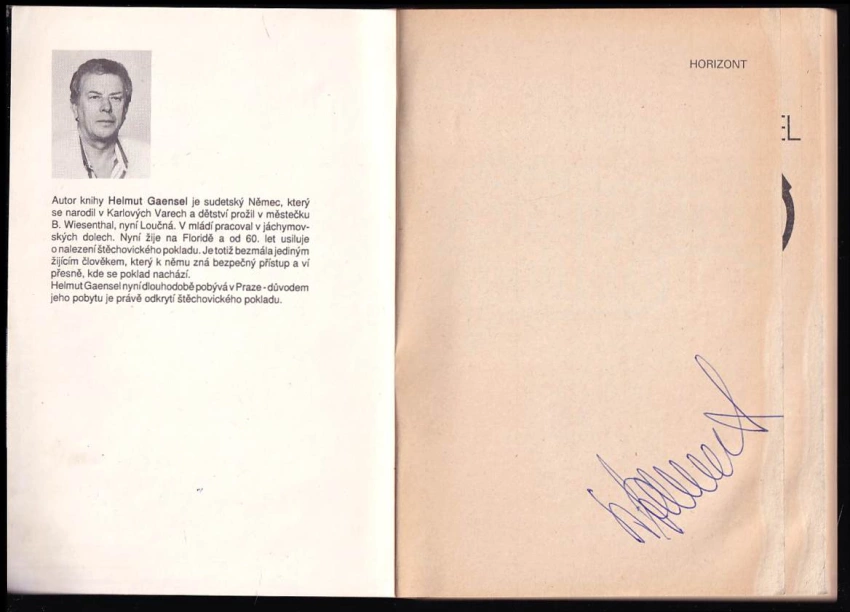 Autor knihy Helmut Gaensel je sudetský Němec, který
se narodil v Karlových Varech a dětství prožil v městečku
B. Wiesenthal, nyní Loučná. V mládí pracoval v jáchymov-
ských dolech. Nyní žije na Floridě a od 60. let usiluje
o nalezení štěchovického pokladu. Je totiž bezmála jediným
žijícím člověkem, který k němu zná bezpečný přístup a ví
přesně, kde se poklad nachází.
Helmut Gaensel nyní dlouhodobě pobývá v Praze - důvodem
jeho pobytu je právě odkrytí štěchovického pokladu.
HORIZONT
EL